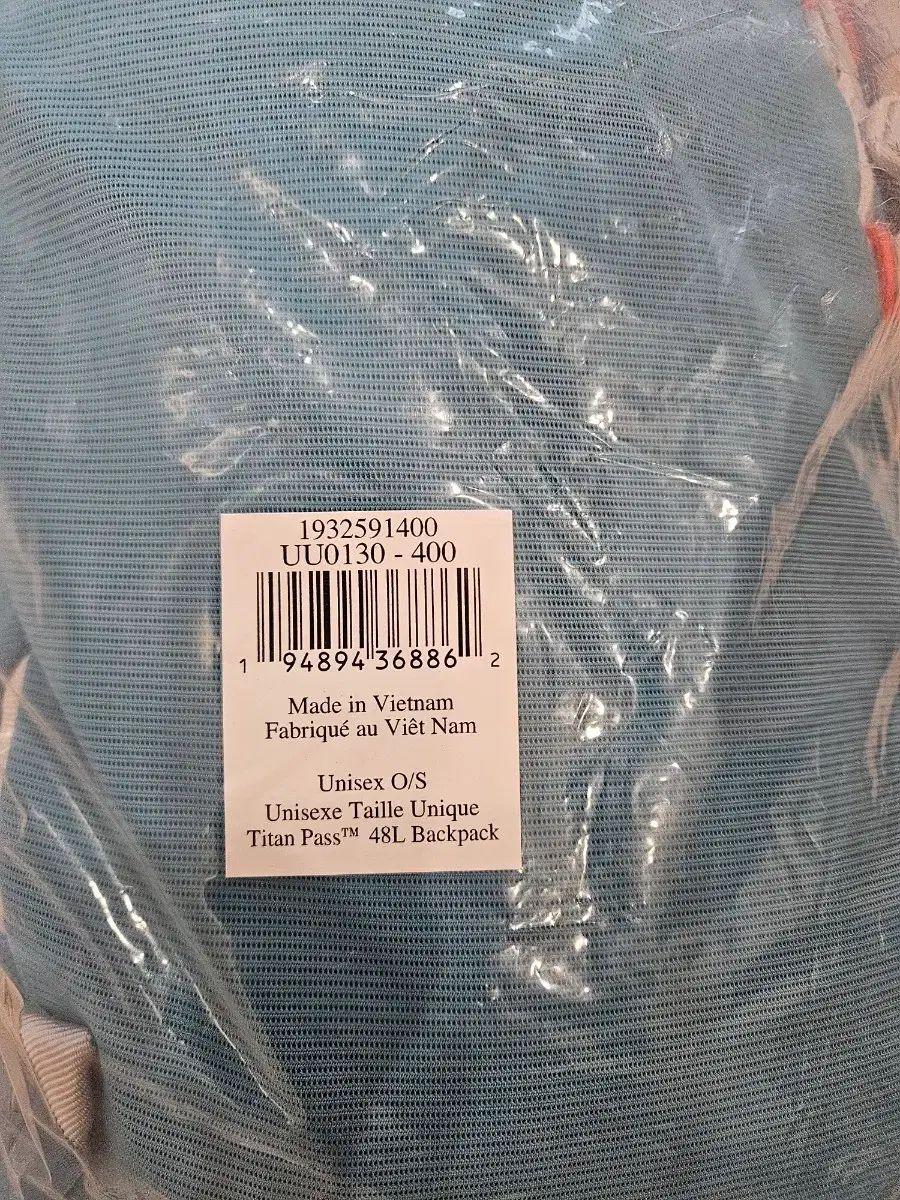 1932591400
UU0130 - 400
1 94894 36886 2
Made in Vietnam
Fabriqué au Viêt Nam
Unisex O/S
Unisexe Taille Unique
Titan Pass™ 48L Backpack